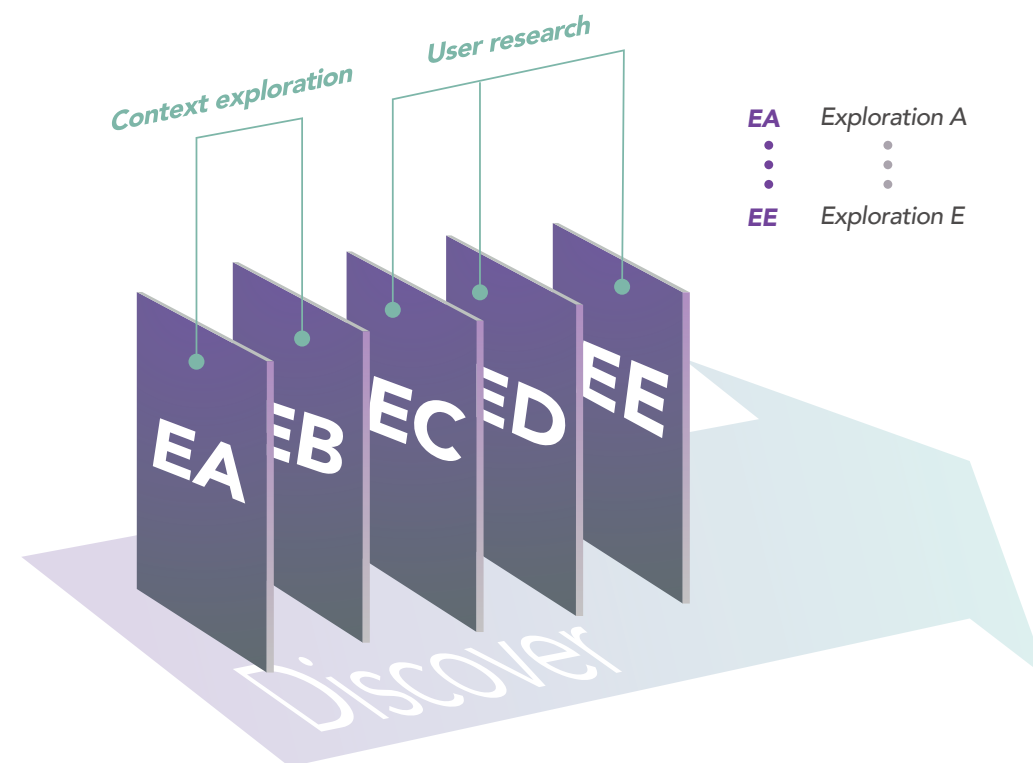 User research
Context exploration
EA Exploration A
EE Exploration E
EA
EB
EC
ED
EE
Discover